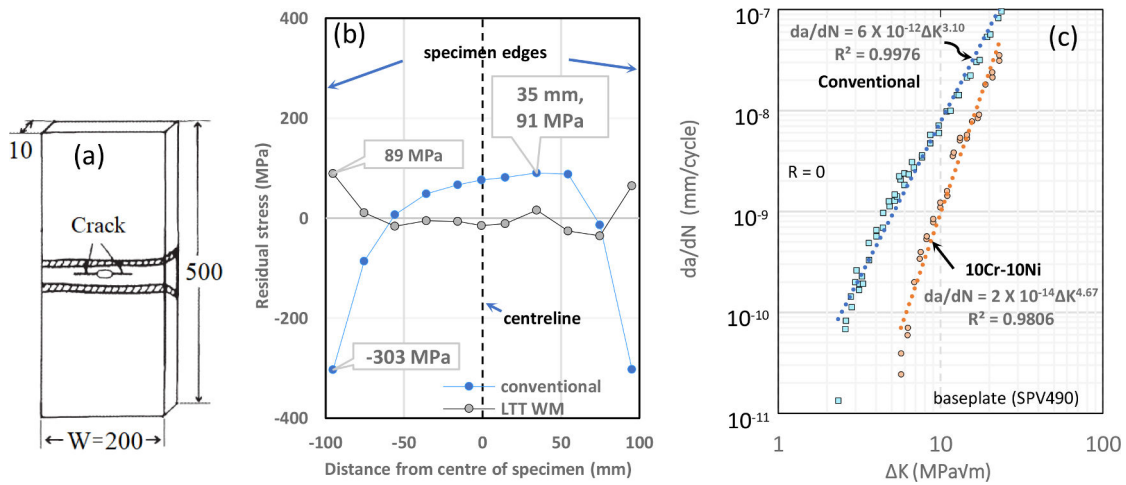 (a)
10
Crack
500
W=200
(b)
400
200
0
-200
-400
-100
-50
0
50
100
Residual stress (MPa)
Distance from centre of specimen (mm)
specimen edges
35 mm,
91 MPa
89 MPa
-303 MPa
centreline
conventional
LTT WM
(c)
10-7
10-8
10-9
10-10
10-11
1
10
100
da/dN (mm/cycle)
ΔK (MPa√m)
da/dN = 6 X 10-12ΔK3.10
R² = 0.9976
Conventional
R = 0
10Cr-10Ni
da/dN = 2 X 10-14ΔK4.67
R² = 0.9806
baseplate (SPV490)